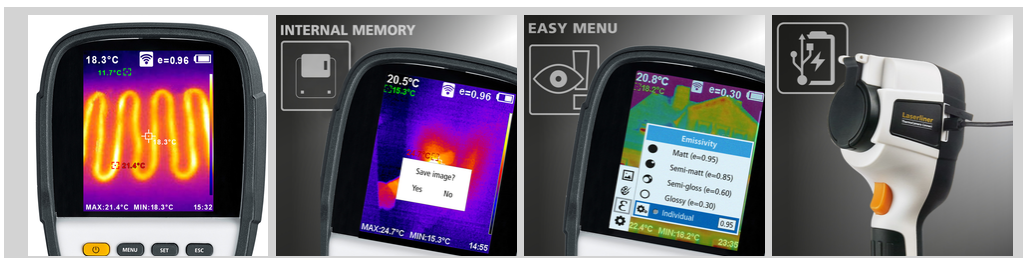 18.3°C e=0.96
11.7°C
18.3°C
21.4°C
MAX:21.4°C MIN:18.3°C 15:32
MENU SET ESC
INTERNAL MEMORY
20.5°C
15.3°C
e=0.96
Save image?
Yes No
MAX:24.7°C MIN:15.3°C 14:55
EASY MENU
20.8°C
18.2°C
e=0.30
Emissivity
Matt (e=0.95)
Semi-matt (e=0.85)
Semi-gloss (e=0.60)
Glossy (e=0.30)
Individual 0.95
22.4°C MIN:18.2°C 23:35
Laserliner